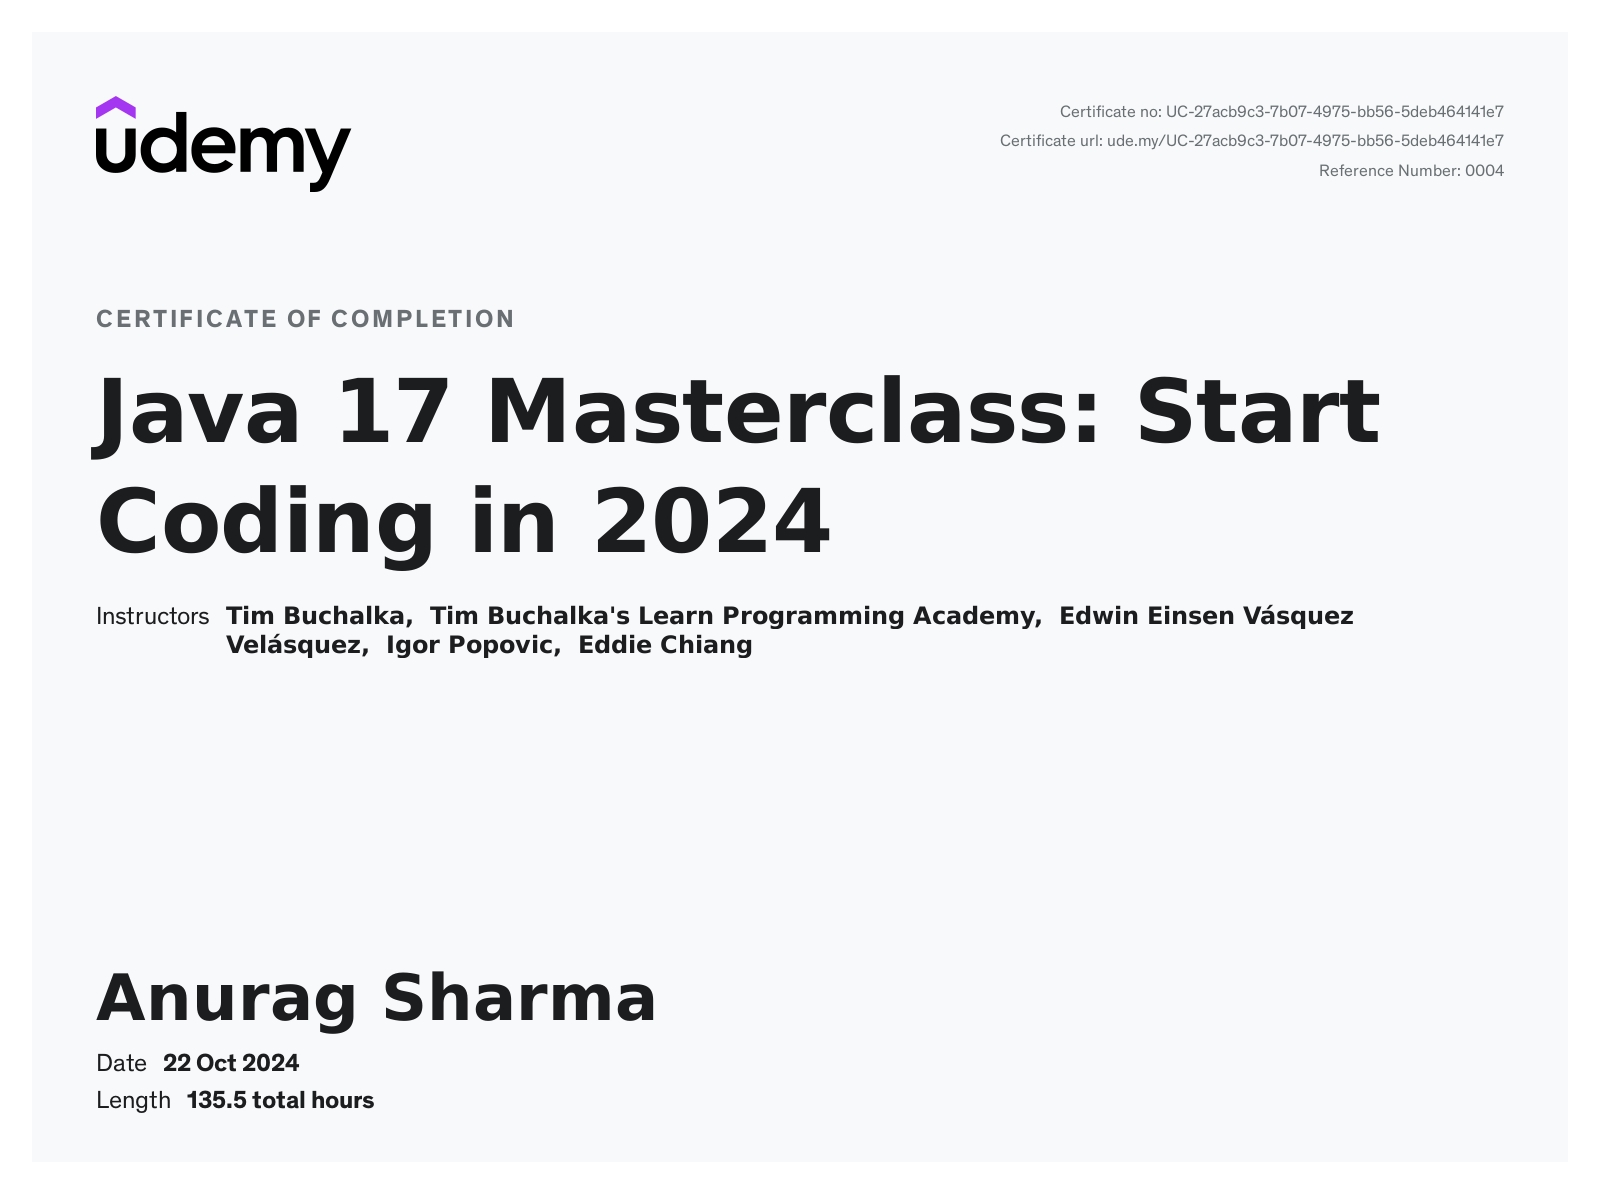 udemy
Certificate no: UC-27acb9c3-7b07-4975-bb56-5deb464141e7
Certificate url: ude.my/UC-27acb9c3-7b07-4975-bb56-5deb464141e7
Reference Number: 0004
CERTIFICATE OF COMPLETION
Java 17 Masterclass: Start
Coding in 2024
Instructors Tim Buchalka, Tim Buchalka's Learn Programming Academy, Edwin Einsen Vásquez
Velásquez, Igor Popovic, Eddie Chiang
Anurag Sharma
Date 22 Oct 2024
Length 135.5 total hours